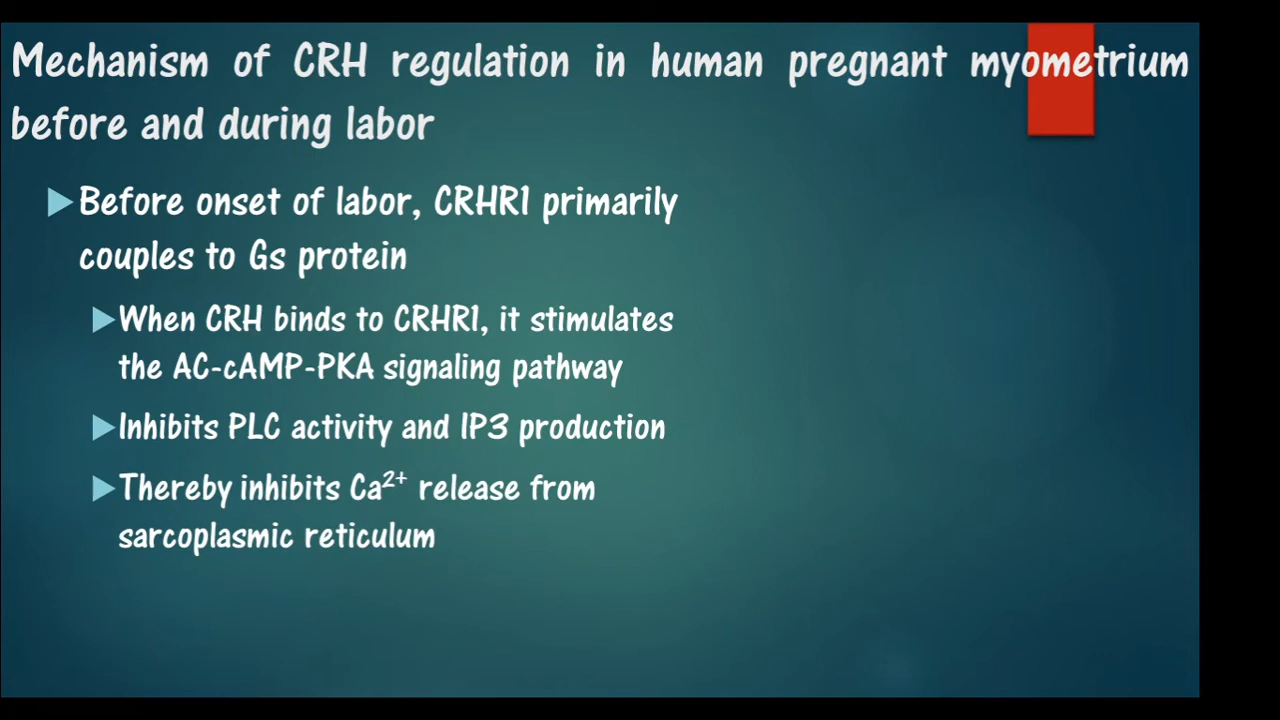 Mechanism of CRH regulation in human pregnant myometrium
before and during labor
Before onset of labor, CRHR1 primarily
couples to Gs protein
When CRH binds to CRHR1, it stimulates
the AC-cAMP-PKA signaling pathway
Inhibits PLC activity and IP3 production
Thereby inhibits Ca²⁺ release from
sarcoplasmic reticulum